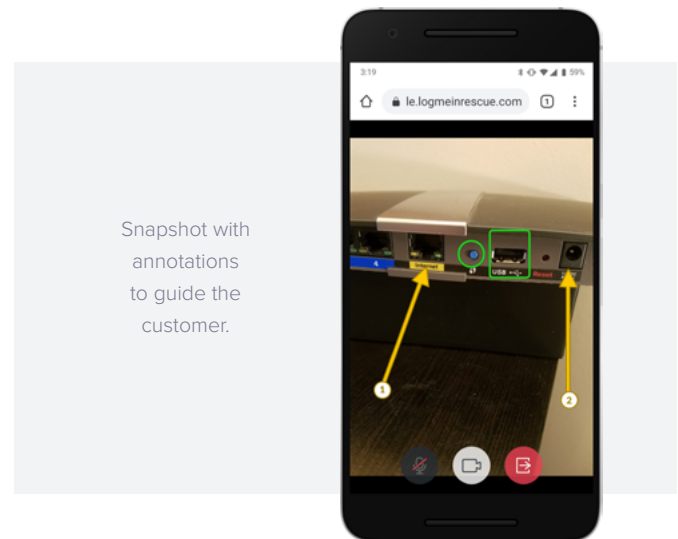 Snapshot with
annotations
to guide the
customer.
3:19
59%
le.logmeinrescue.com
1
4
Internet
USB
Reset
1
2